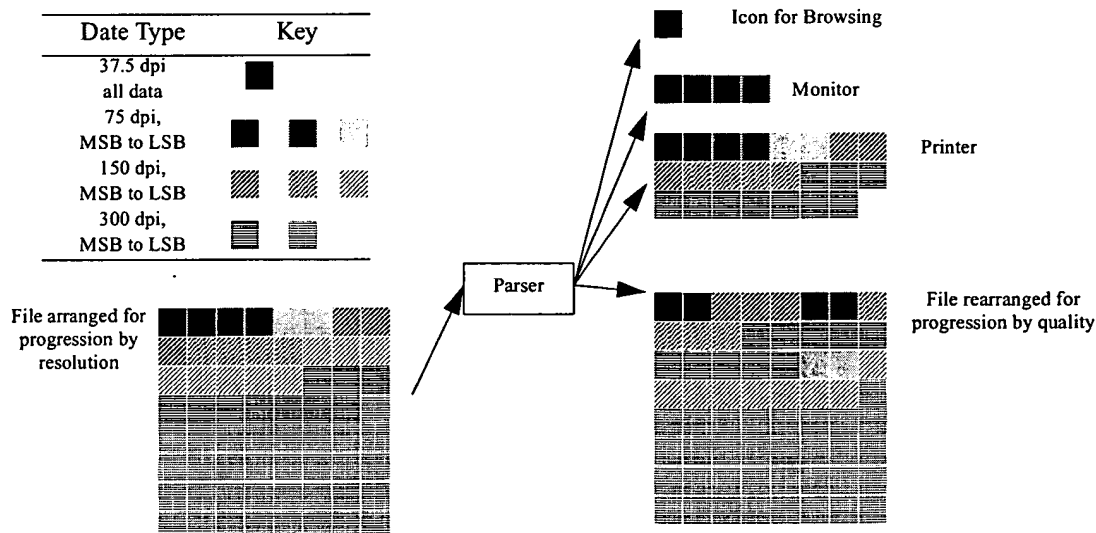 Date Type Key
37.5 dpi
all data
75 dpi,
MSB to LSB
150 dpi,
MSB to LSB
300 dpi,
MSB to LSB
Icon for Browsing
Monitor
Printer
Parser
File arranged for
progression by
resolution
File rearranged for
progression by quality